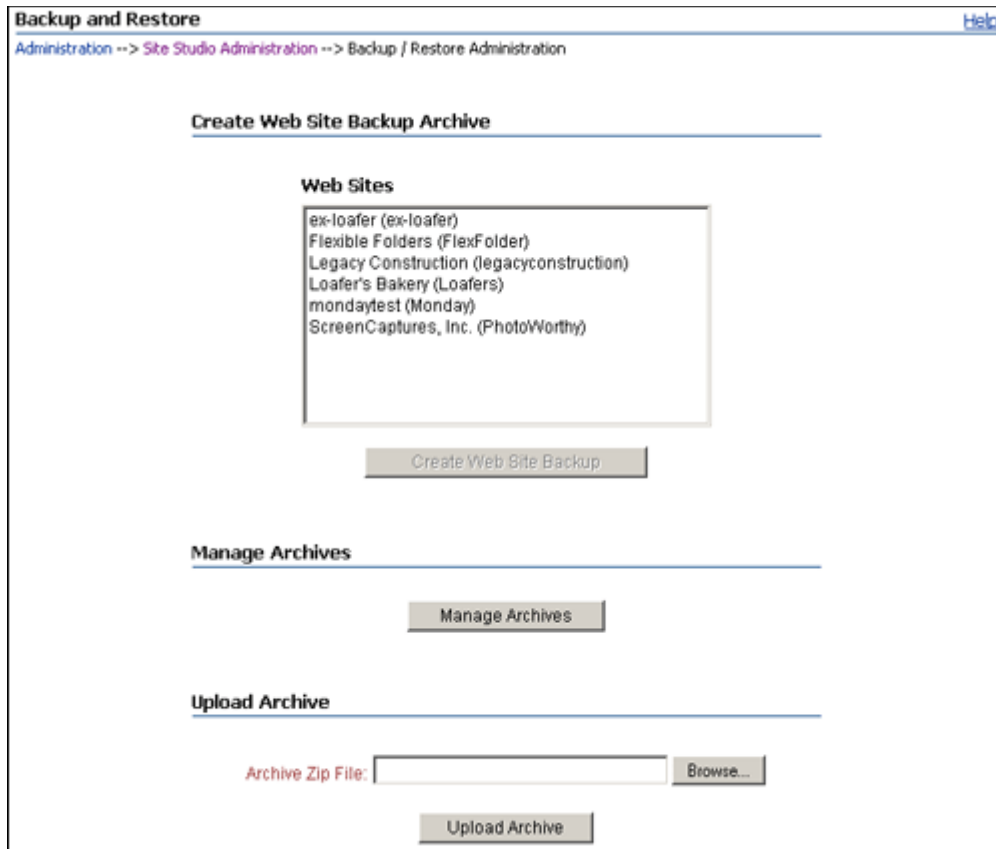 Backup and Restore Help
Administration --> Site Studio Administration --> Backup / Restore Administration
Create Web Site Backup Archive
Web Sites
ex-loafer (ex-loafer)
Flexible Folders (FlexFolder)
Legacy Construction (legacyconstruction)
Loafer's Bakery (Loafers)
mondaytest (Monday)
ScreenCaptures, Inc. (PhotoWorthy)
Create Web Site Backup
Manage Archives
Manage Archives
Upload Archive
Archive Zip File: Browse...
Upload Archive